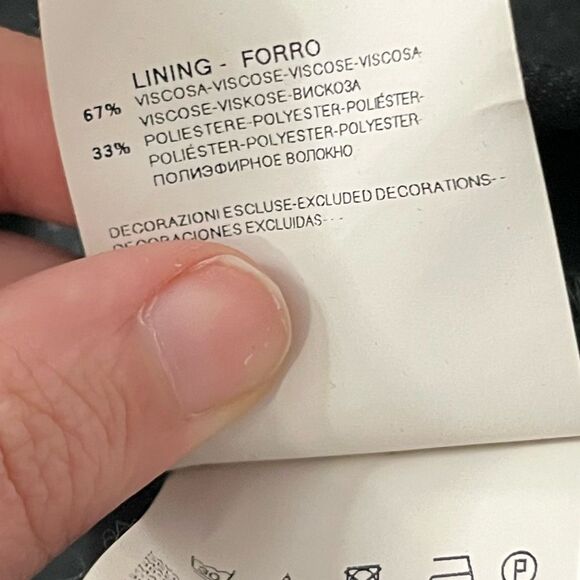 LINING - FORRO
67% VISCOSA-VISCOSE-VISCOSE-VISCOSA
VISCOSE-VISKOSE-ВИСКОЗА
33% POLIESTERE-POLYESTER-POLIÉSTER-
POLIÉSTER-POLYESTER-POLYESTER
ПОЛИЭФИРНОЕ ВОЛОКНО
DECORAZIONI ESCLUSE-EXCLUDED DECORATIONS--
DECORACIONES EXCLUIDAS---
30
P